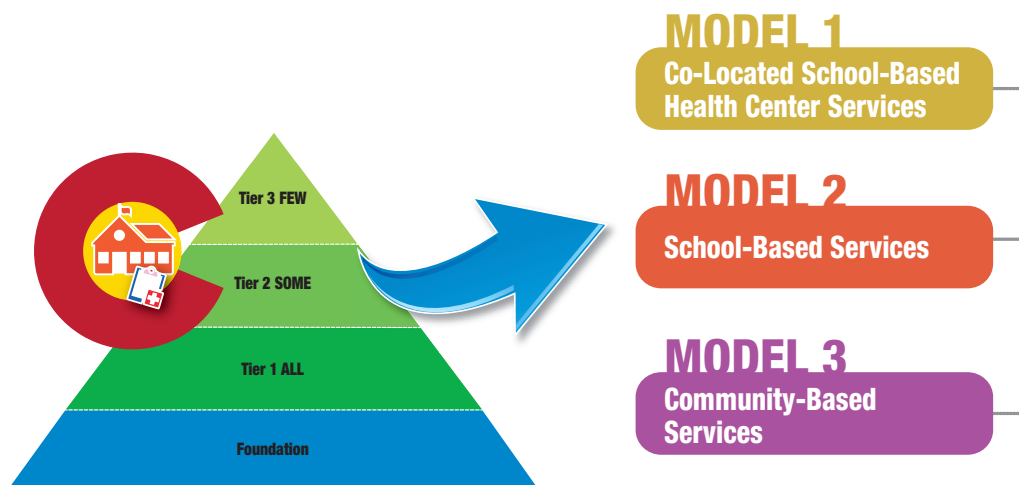 Tier 3 FEW
Tier 2 SOME
Tier 1 ALL
Foundation
MODEL 1
Co-Located School-Based
Health Center Services
MODEL 2
School-Based Services
MODEL 3
Community-Based
Services